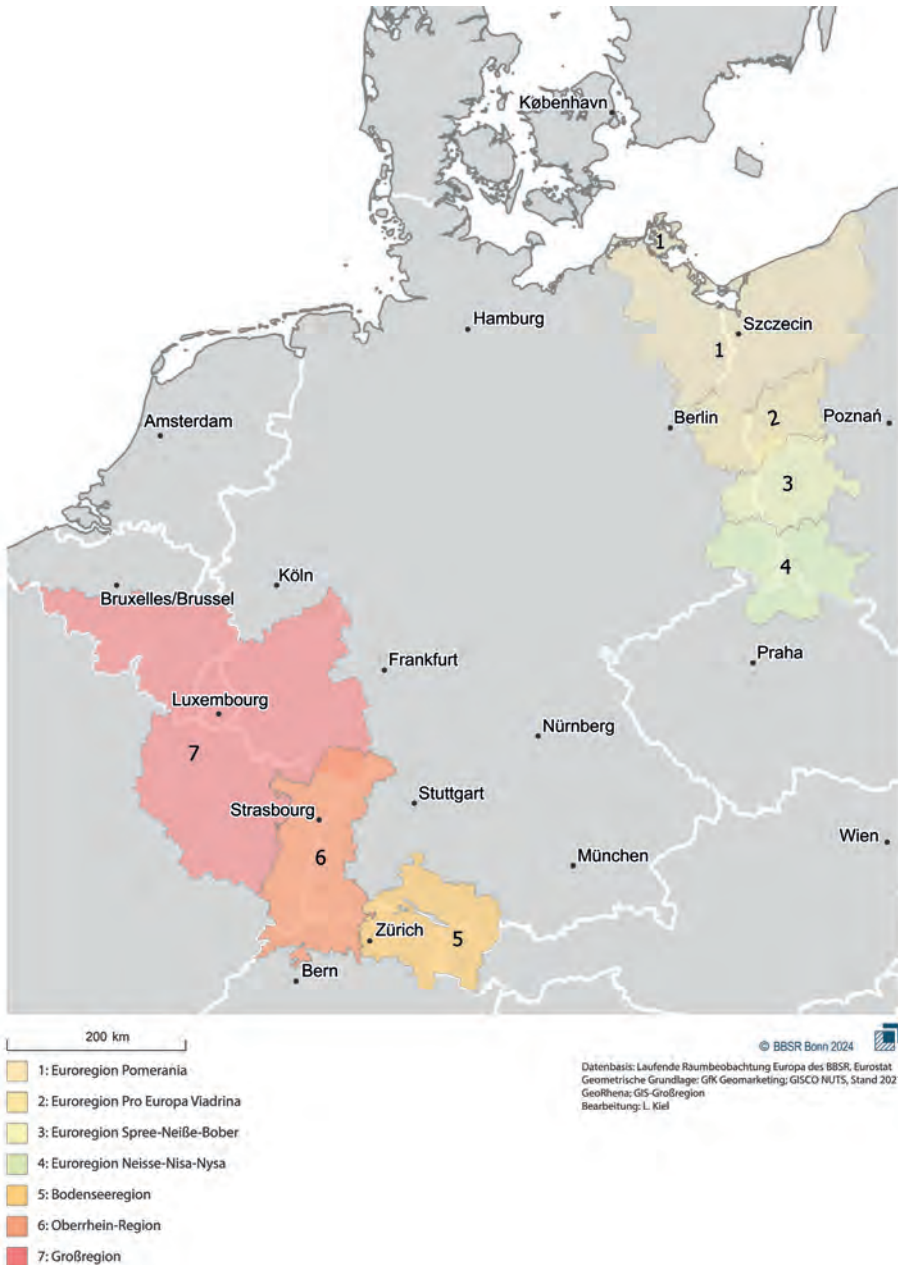 København
1
Hamburg
Szczecin
1
Amsterdam
Berlin
2
Poznań
3
Köln
4
Bruxelles/Brussel
Frankfurt
Praha
Luxembourg
7
Nürnberg
Strasbourg
Stuttgart
Wien
6
München
Zürich
5
Bern
200 km
© BBSR Bonn 2024
1: Euroregion Pomerania
2: Euroregion Pro Europa Viadrina
3: Euroregion Spree-Neiße-Bober
4: Euroregion Neisse-Nisa-Nysa
5: Bodenseeregion
6: Oberrhein-Region
7: Großregion
Datenbasis: Laufende Raumbeobachtung Europa des BBSR, Eurostat
Geometrische Grundlage: GfK Geomarketing; GISCO NUTS, Stand 202
GeoRhena; GIS-Großregion
Bearbeitung: L. Kiel